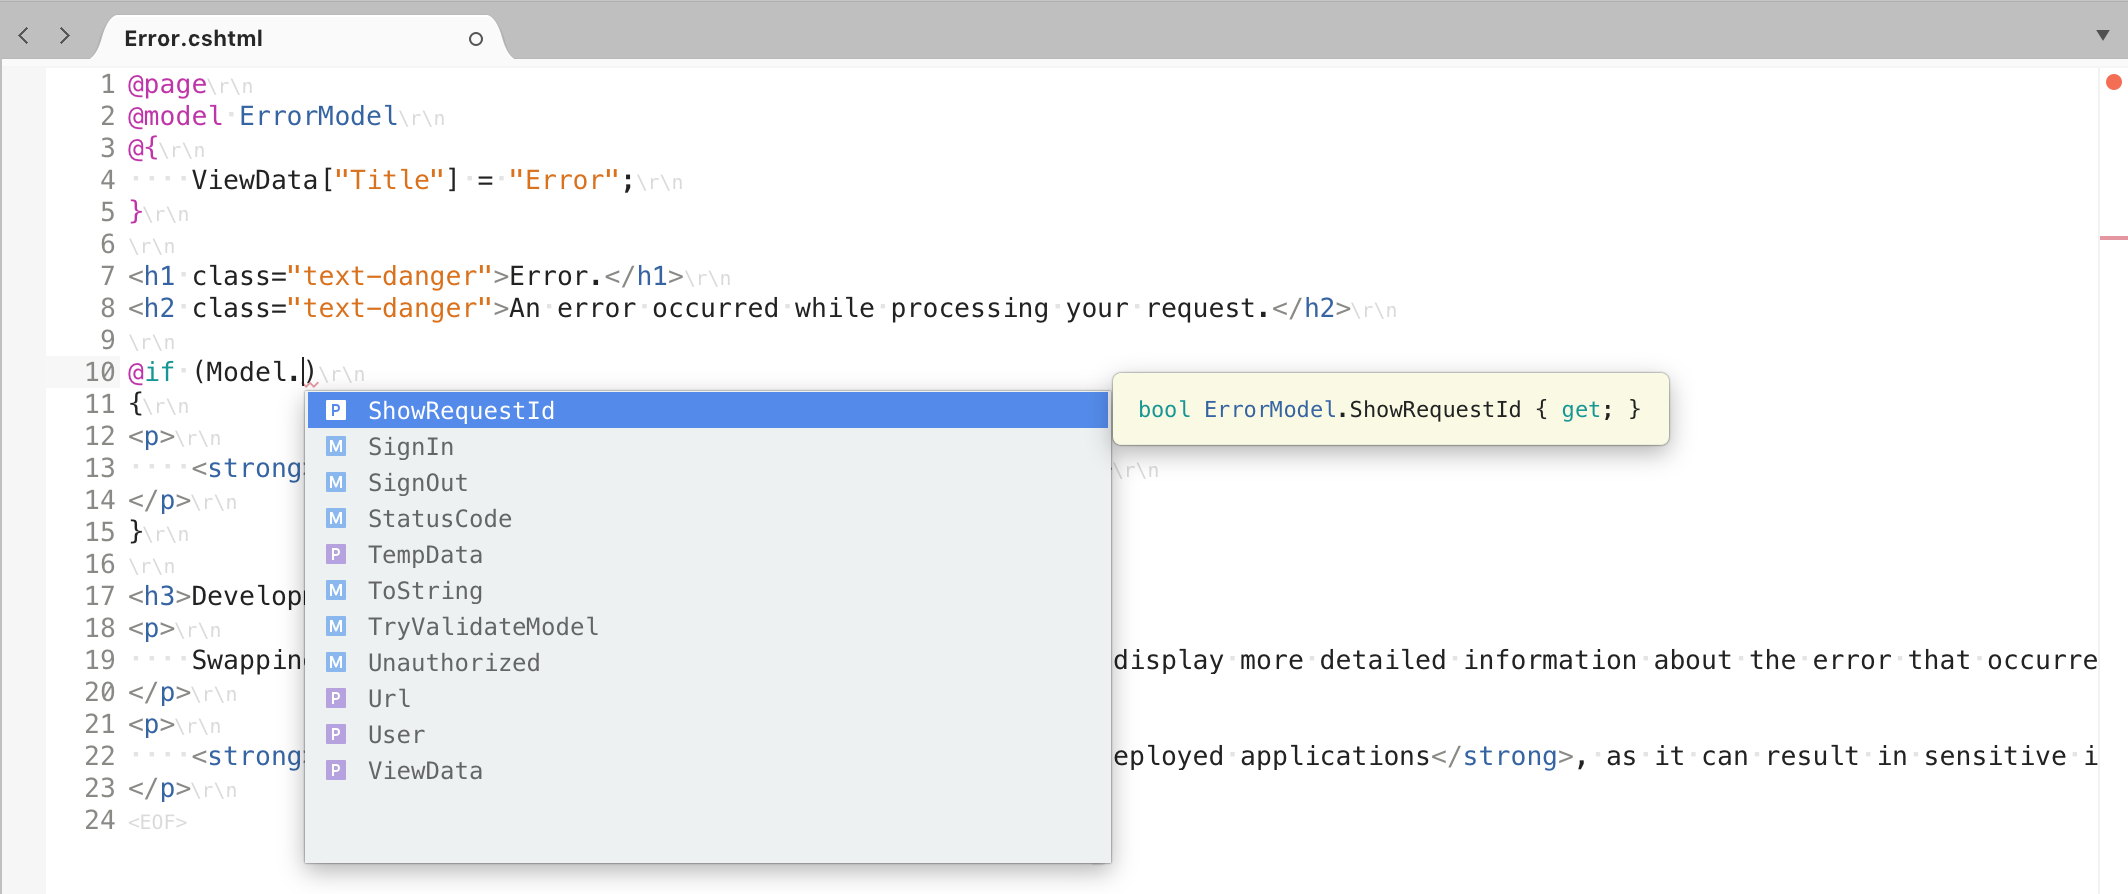 Error.cshtml
1 @page\r\n
2 @model ErrorModel\r\n
3 @{\r\n
4 ViewData["Title"] = "Error";\r\n
5 }\r\n
6 \r\n
7 <h1 class="text-danger">Error.</h1>\r\n
8 <h2 class="text-danger">An error occurred while processing your request.</h2>\r\n
9 \r\n
10 @if (Model.)\r\n
11 {\r\n
12 <p>\r\n
13 <strong \r\n
14 </p>\r\n
15 }\r\n
16 \r\n
17 <h3>Develop
18 <p>\r\n
19 Swapping display more detailed information about the error that occurre
20 </p>\r\n
21 <p>\r\n
22 <strong eployed applications</strong>, as it can result in sensitive i
23 </p>\r\n
24 <EOF>
P ShowRequestId
M SignIn
M SignOut
M StatusCode
P TempData
M ToString
M TryValidateModel
M Unauthorized
P Url
P User
P ViewData
bool ErrorModel.ShowRequestId { get; }